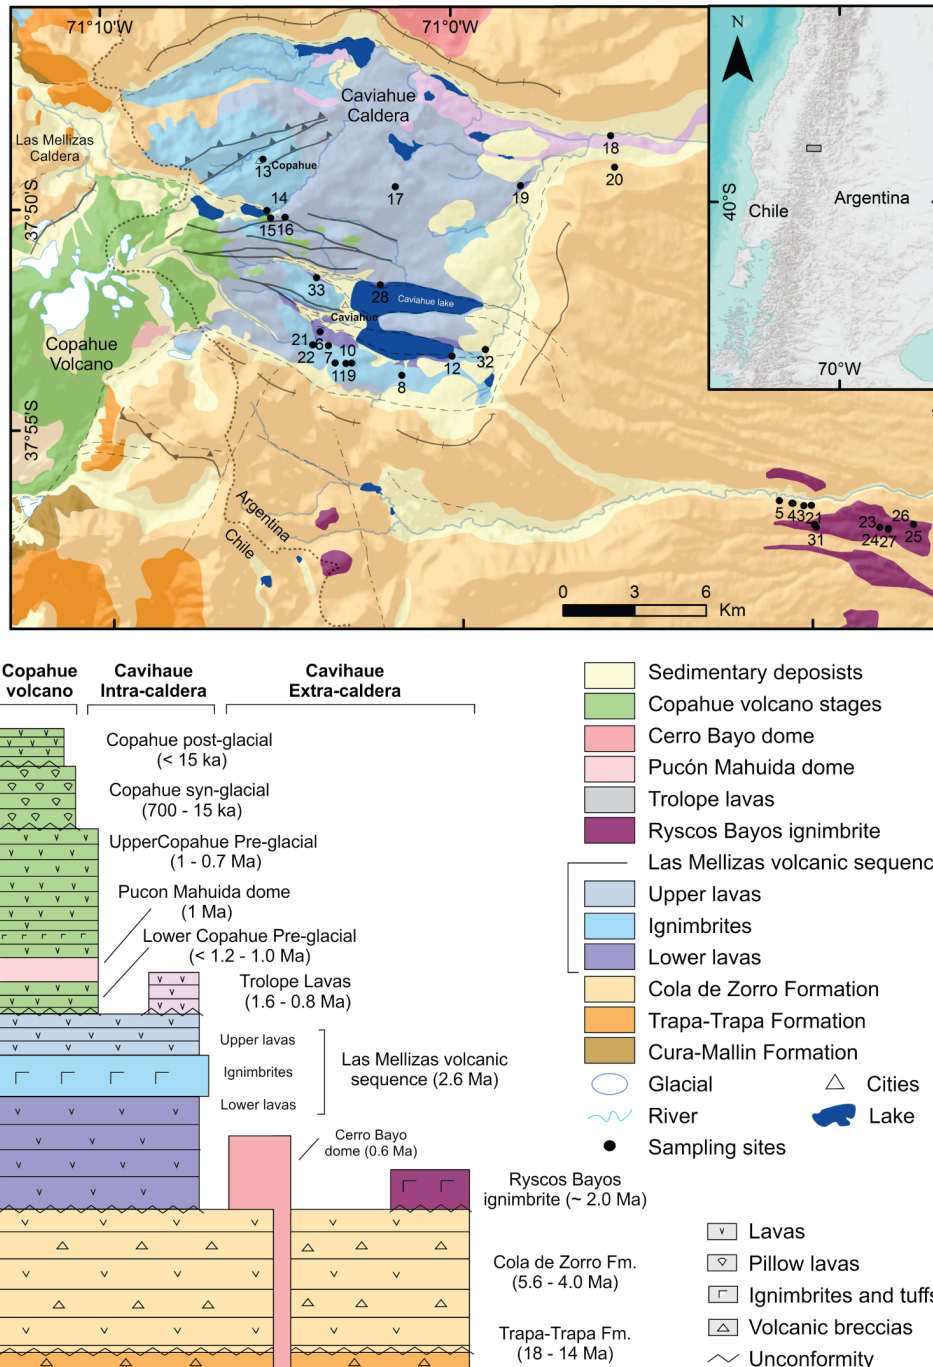 71°10'W
71°0'W
N
Caviahue
Caldera
Las Mellizas
Caldera
18
13
Copahue
20
17
19
14
15
16
37°50'S
40°S
Chile
Argentina
70°W
33
28
Caviahue lake
Caviahue
Copahue
Volcano
21
6
22
7
10
11
9
8
12
32
37°55'S
Argentina
Chile
5
4
3
2
1
31
23
26
24
27
25
0
3
6
Km
Copahue
volcano
Cavihaue
Intra-caldera
Cavihaue
Extra-caldera
Copahue post-glacial
(< 15 ka)
Copahue syn-glacial
(700 - 15 ka)
UpperCopahue Pre-glacial
(1 - 0.7 Ma)
Pucon Mahuida dome
(1 Ma)
Lower Copahue Pre-glacial
(< 1.2 - 1.0 Ma)
Trolope Lavas
(1.6 - 0.8 Ma)
Upper lavas
Ignimbrites
Lower lavas
Las Mellizas volcanic
sequence (2.6 Ma)
Cerro Bayo
dome (0.6 Ma)
Ryscos Bayos
ignimbrite (~ 2.0 Ma)
Cola de Zorro Fm.
(5.6 - 4.0 Ma)
Trapa-Trapa Fm.
(18 - 14 Ma)
Sedimentary deposists
Copahue volcano stages
Cerro Bayo dome
Pucón Mahuida dome
Trolope lavas
Ryscos Bayos ignimbrite
Las Mellizas volcanic sequenc
Upper lavas
Ignimbrites
Lower lavas
Cola de Zorro Formation
Trapa-Trapa Formation
Cura-Mallin Formation
Glacial
Cities
River
Lake
Sampling sites
Lavas
Pillow lavas
Ignimbrites and tuffs
Volcanic breccias
Unconformity